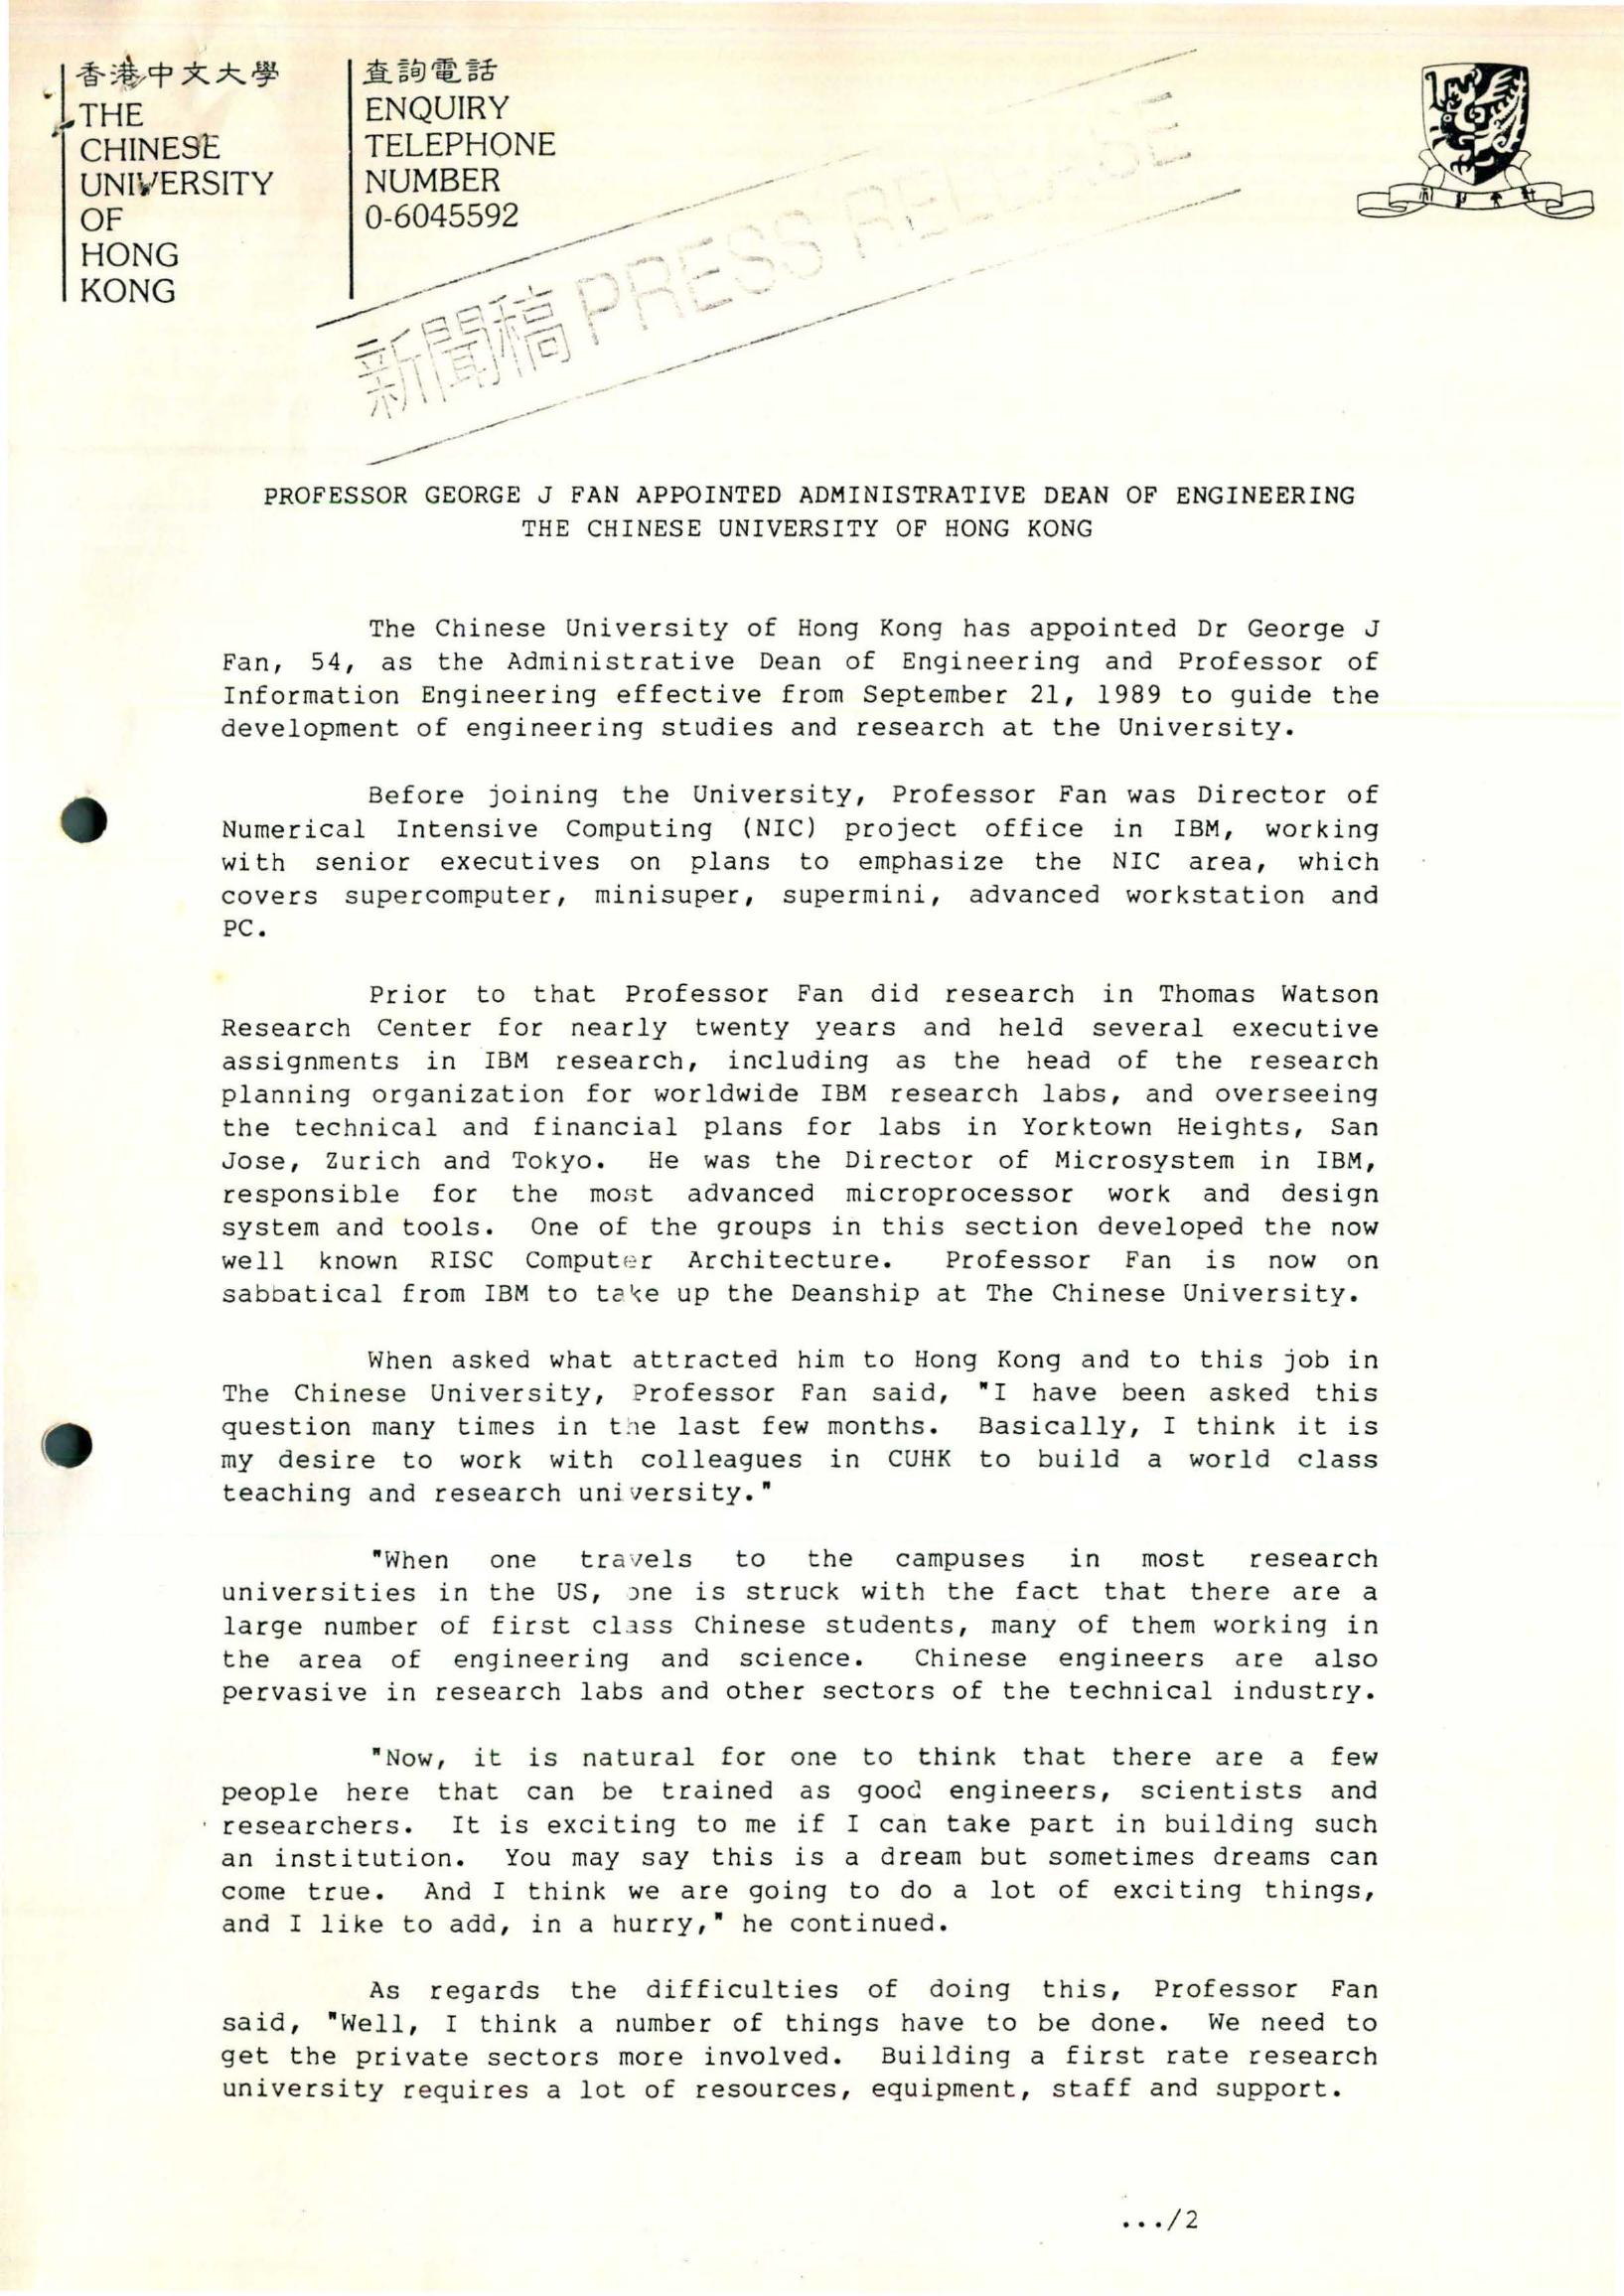 香港中文大學
THE
CHINESE
UNIVERSITY
OF
HONG
KONG
查詢電話
ENQUIRY
TELEPHONE
NUMBER
0-6045592
新聞稿 PRESS RELEASE
PROFESSOR GEORGE J FAN APPOINTED ADMINISTRATIVE DEAN OF ENGINEERING
THE CHINESE UNIVERSITY OF HONG KONG
The Chinese University of Hong Kong has appointed Dr George J
Fan, 54, as the Administrative Dean of Engineering and Professor of
Information Engineering effective from September 21, 1989 to guide the
development of engineering studies and research at the University.
Before joining the University, Professor Fan was Director of
Numerical Intensive Computing (NIC) project office in IBM, working
with senior executives on plans to emphasize the NIC area, which
covers supercomputer, minisuper, supermini, advanced workstation and
PC.
Prior to that Professor Fan did research in Thomas Watson
Research Center for nearly twenty years and held several executive
assignments in IBM research, including as the head of the research
planning organization for worldwide IBM research labs, and overseeing
the technical and financial plans for labs in Yorktown Heights, San
Jose, Zurich and Tokyo. He was the Director of Microsystem in IBM,
responsible for the most advanced microprocessor work and design
system and tools. One of the groups in this section developed the now
well known RISC Computer Architecture. Professor Fan is now on
sabbatical from IBM to take up the Deanship at The Chinese University.
When asked what attracted him to Hong Kong and to this job in
The Chinese University, Professor Fan said, "I have been asked this
question many times in the last few months. Basically, I think it is
my desire to work with colleagues in CUHK to build a world class
teaching and research university."
"When one travels to the campuses in most research
universities in the US, one is struck with the fact that there are a
large number of first class Chinese students, many of them working in
the area of engineering and science. Chinese engineers are also
pervasive in research labs and other sectors of the technical industry.
"Now, it is natural for one to think that there are a few
people here that can be trained as good engineers, scientists and
researchers. It is exciting to me if I can take part in building such
an institution. You may say this is a dream but sometimes dreams can
come true. And I think we are going to do a lot of exciting things,
and I like to add, in a hurry," he continued.
As regards the difficulties of doing this, Professor Fan
said, "Well, I think a number of things have to be done. We need to
get the private sectors more involved. Building a first rate research
university requires a lot of resources, equipment, staff and support.
.../2